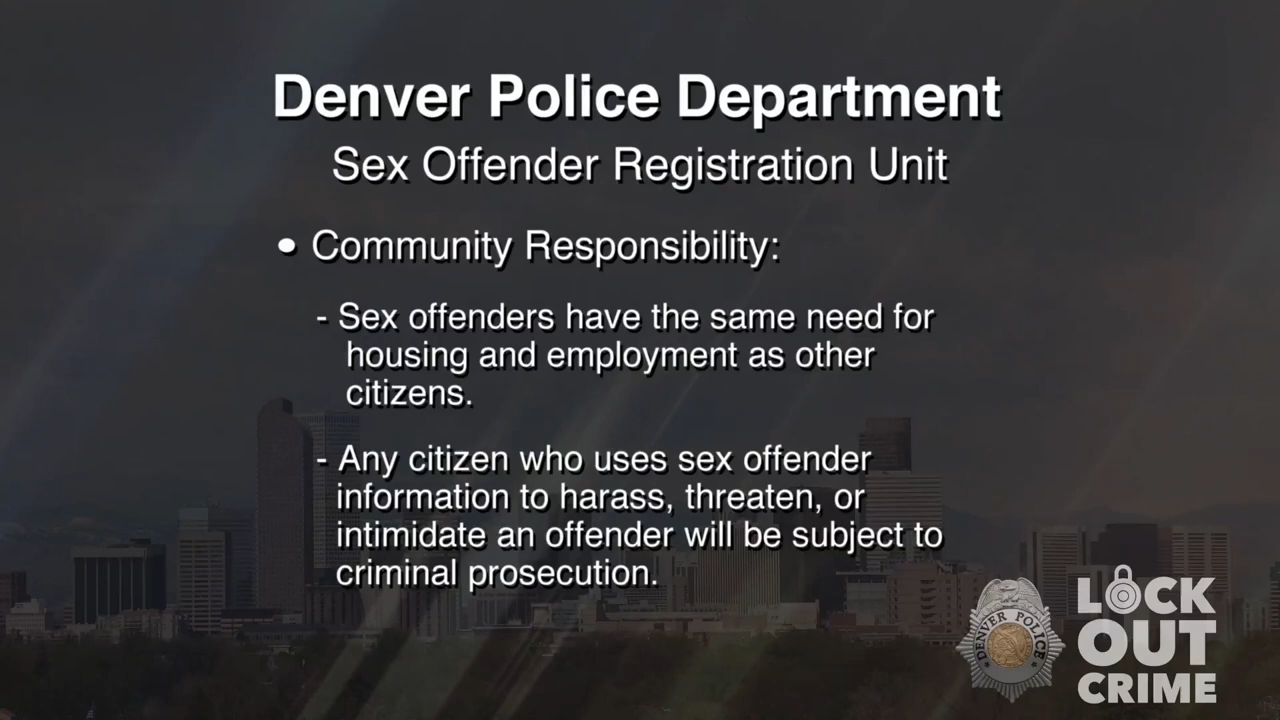 Denver Police Department
Sex Offender Registration Unit
• Community Responsibility:
- Sex offenders have the same need for
housing and employment as other
citizens.
- Any citizen who uses sex offender
information to harass, threaten, or
intimidate an offender will be subject to
criminal prosecution.
DENVER POLICE
LOCK
OUT
CRIME